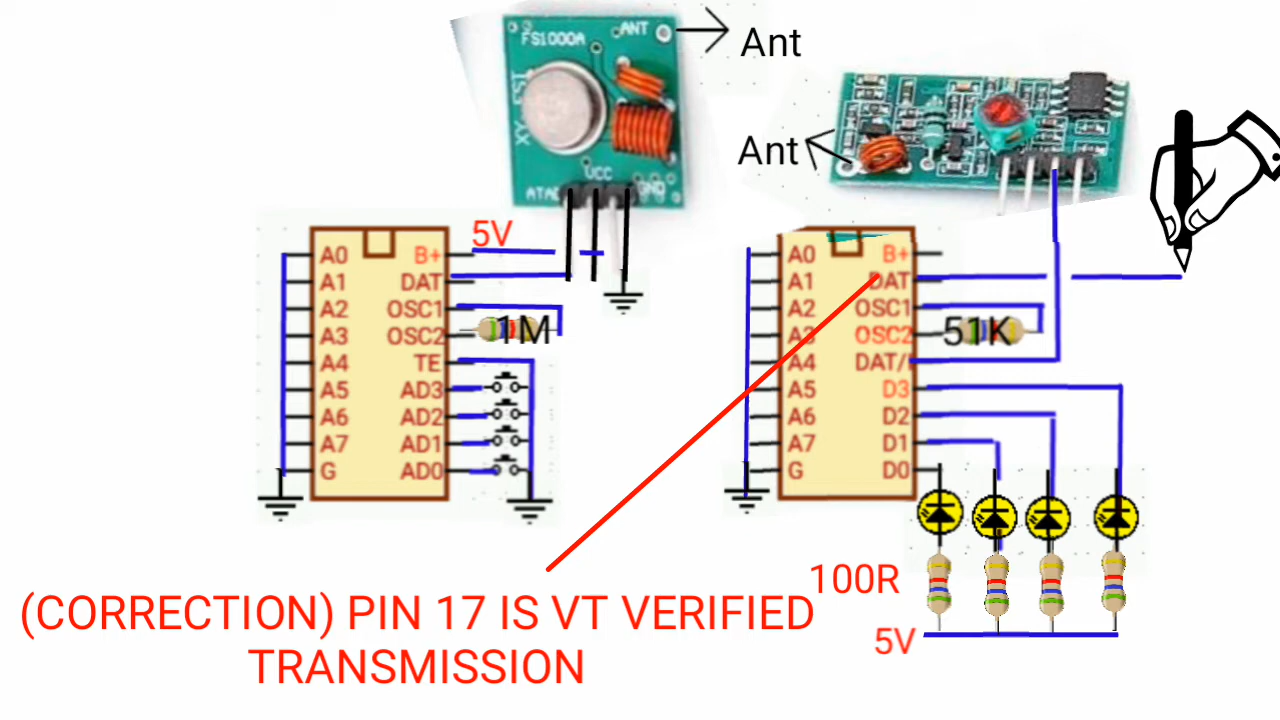 FS1000A
ANT
Ant
XY-FST
VCC
ATAD
GND
Ant
5V
A0
A1
A2
A3
A4
A5
A6
A7
G
B+
DAT
OSC1
OSC2
TE
AD3
AD2
AD1
AD0
1M
A0
A1
A2
A3
A4
A5
A6
A7
G
B+
DAT
OSC1
OSC2
DAT/
D3
D2
D1
D0
51K
100R
5V
(CORRECTION) PIN 17 IS VT VERIFIED
TRANSMISSION